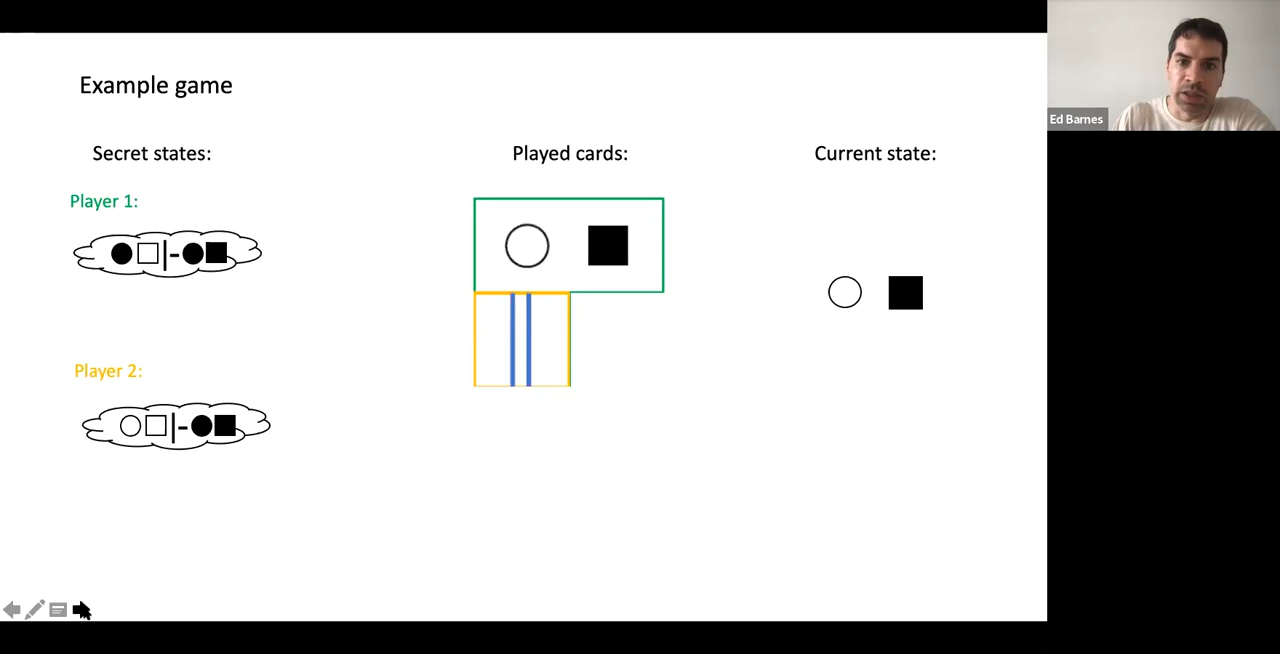 Example game
Secret states:
Played cards:
Current state:
Player 1:
Player 2:
Ed Barnes